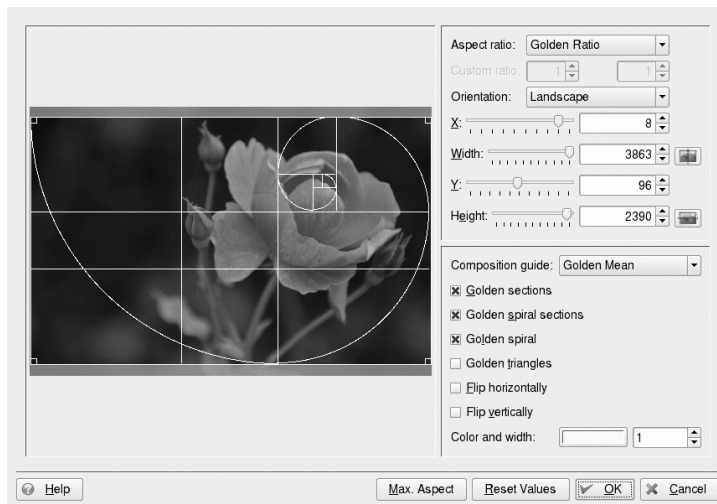 Aspect ratio: Golden Ratio
Custom ratio: 1 : 1
Orientation: Landscape
X: 8
Width: 3863
Y: 96
Height: 2390
Composition guide: Golden Mean
Golden sections
Golden spiral sections
Golden spiral
Golden triangles
Flip horizontally
Flip vertically
Color and width: 1
Help Max. Aspect Reset Values OK Cancel